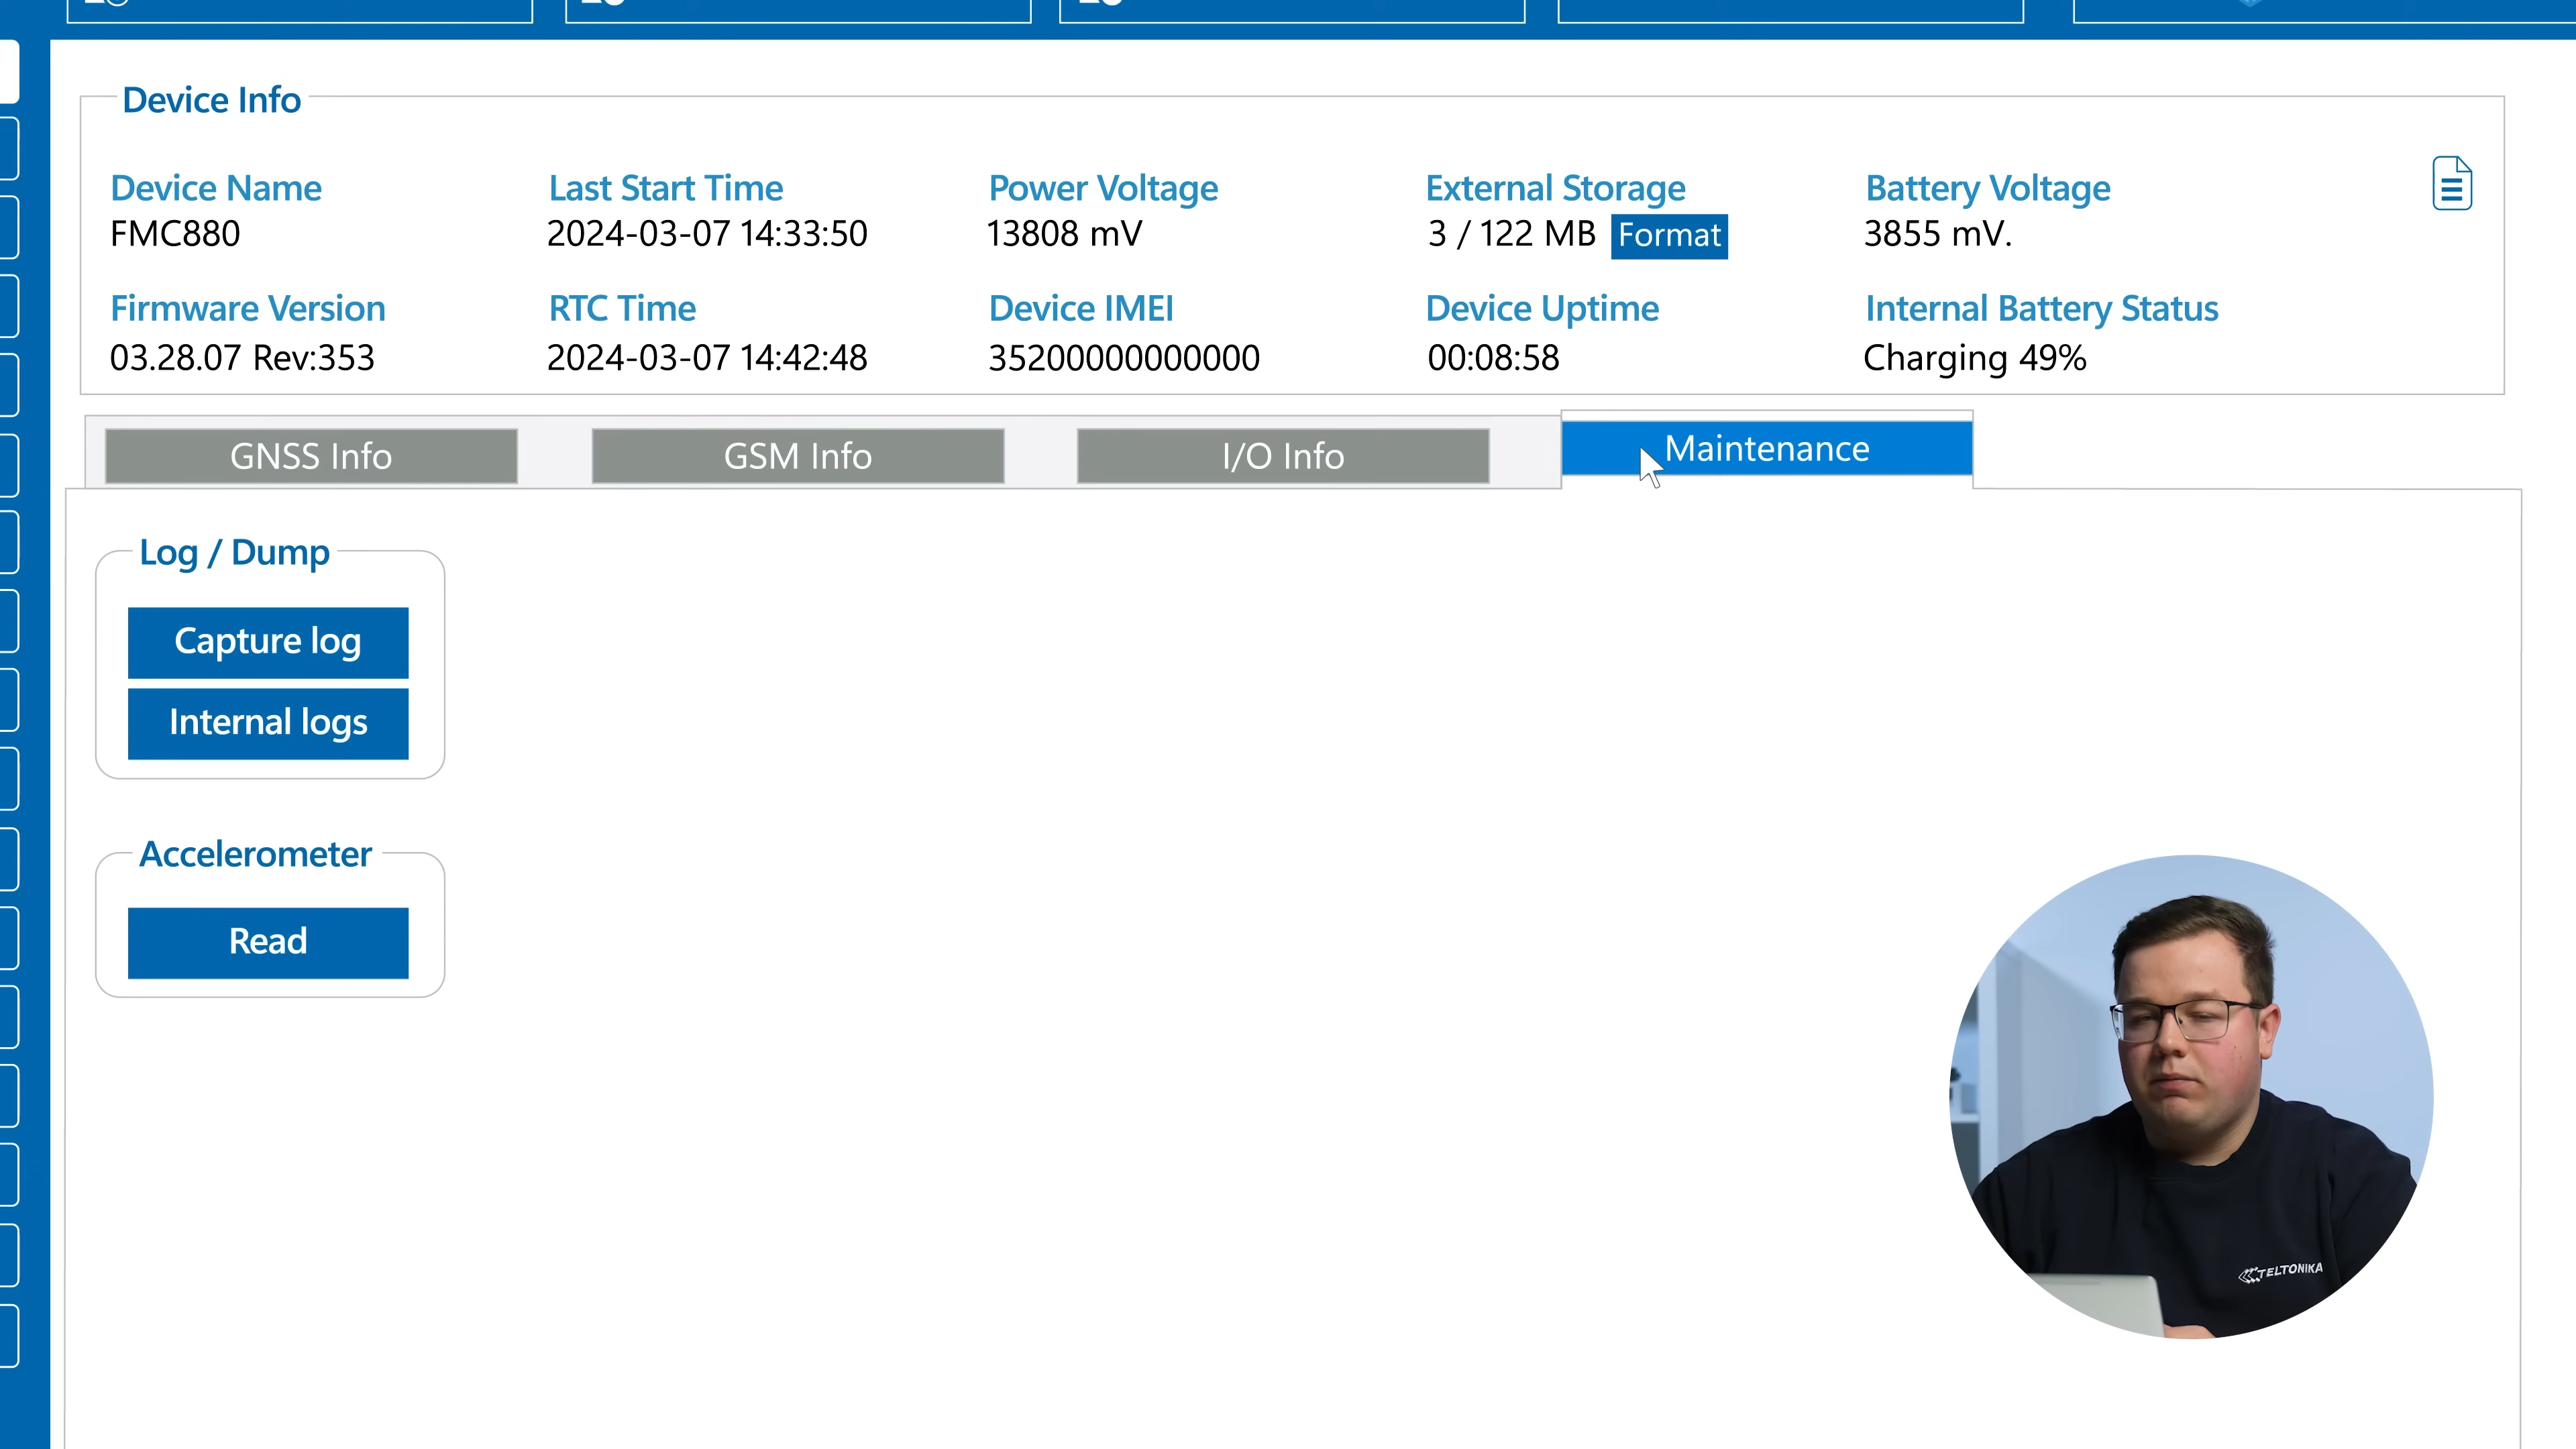 Device Info
Device Name
FMC880
Last Start Time
2024-03-07 14:33:50
Power Voltage
13808 mV
External Storage
3 / 122 MB Format
Battery Voltage
3855 mV.
Firmware Version
03.28.07 Rev:353
RTC Time
2024-03-07 14:42:48
Device IMEI
35200000000000
Device Uptime
00:08:58
Internal Battery Status
Charging 49%
GNSS Info
GSM Info
I/O Info
Maintenance
Log / Dump
Capture log
Internal logs
Accelerometer
Read
TELTONIKA